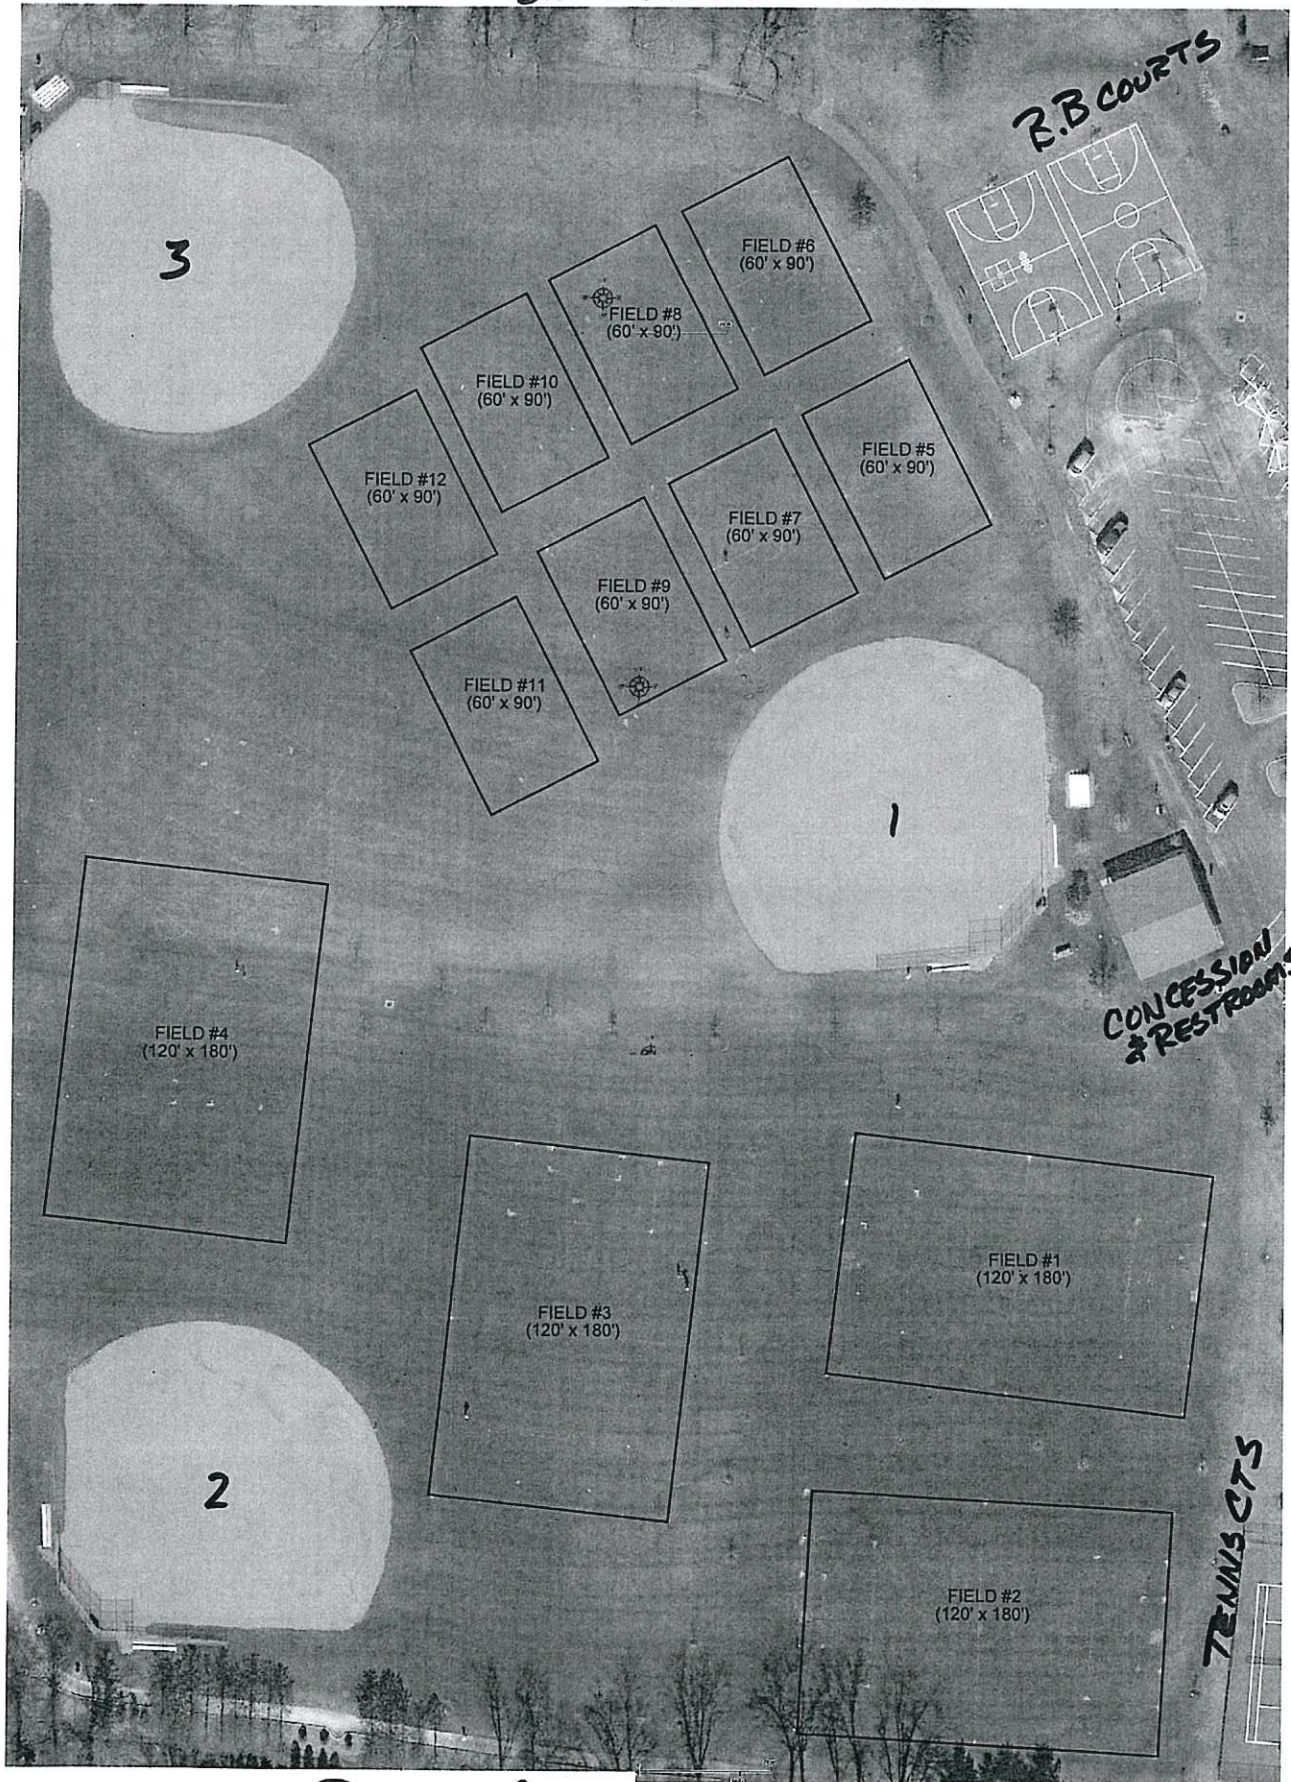 B.B COURTS
3
FIELD #6
(60' x 90')
FIELD #8
(60' x 90')
FIELD #10
(60' x 90')
FIELD #5
(60' x 90')
FIELD #12
(60' x 90')
FIELD #7
(60' x 90')
FIELD #9
(60' x 90')
FIELD #11
(60' x 90')
1
CONCESSION
& RESTROOMS
FIELD #4
(120' x 180')
FIELD #1
(120' x 180')
FIELD #3
(120' x 180')
2
TENNIS CTS
FIELD #2
(120' x 180')